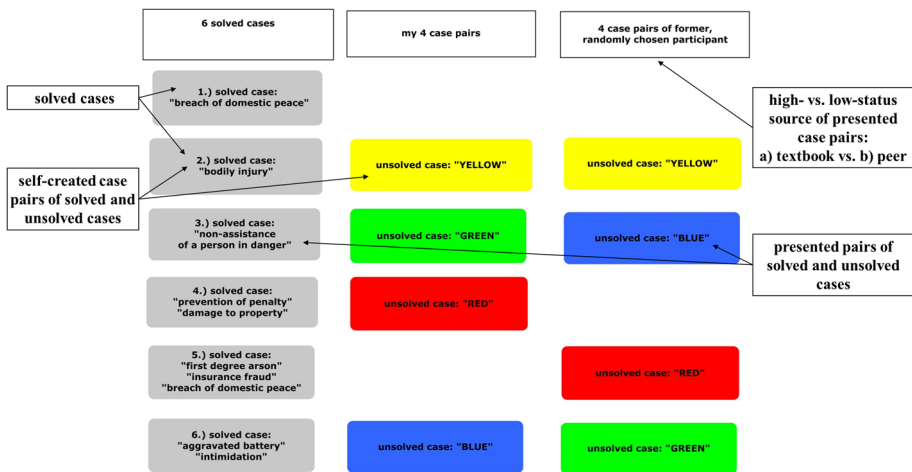 6 solved cases
my 4 case pairs
4 case pairs of former,
randomly chosen participant
solved cases
1.) solved case:
"breach of domestic peace"
high- vs. low-status
source of presented
case pairs:
a) textbook vs. b) peer
2.) solved case:
"bodily injury"
unsolved case: "YELLOW"
unsolved case: "YELLOW"
self-created case
pairs of solved and
unsolved cases
3.) solved case:
"non-assistance
of a person in danger"
unsolved case: "GREEN"
unsolved case: "BLUE"
presented pairs of
solved and unsolved
cases
4.) solved case:
"prevention of penalty"
"damage to property"
unsolved case: "RED"
5.) solved case:
"first degree arson"
"insurance fraud"
"breach of domestic peace"
unsolved case: "RED"
6.) solved case:
"aggravated battery"
"intimidation"
unsolved case: "BLUE"
unsolved case: "GREEN"